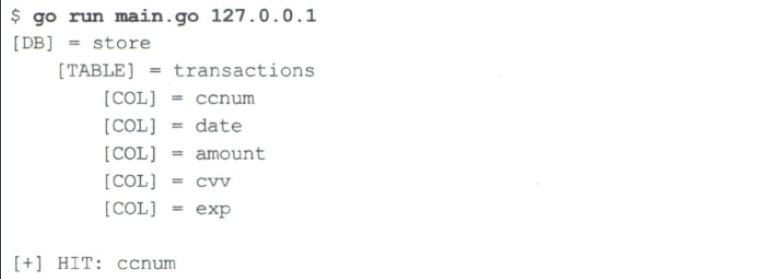 $ go run main.go 127.0.0.1
[DB] = store
    [TABLE] = transactions
        [COL] = ccnum
        [COL] = date
        [COL] = amount
        [COL] = cvv
        [COL] = exp

[+] HIT: ccnum